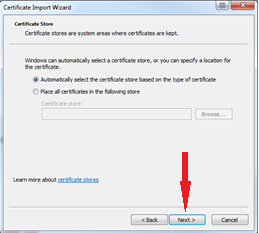 Certificate Import Wizard
Certificate Store
Certificate stores are system areas where certificates are kept.
Windows can automatically select a certificate store, or you can specify a location for
the certificate.
Automatically select the certificate store based on the type of certificate
Place all certificates in the following store
Certificate store:
Browse...
Learn more about certificate stores
< Back
Next >
Cancel